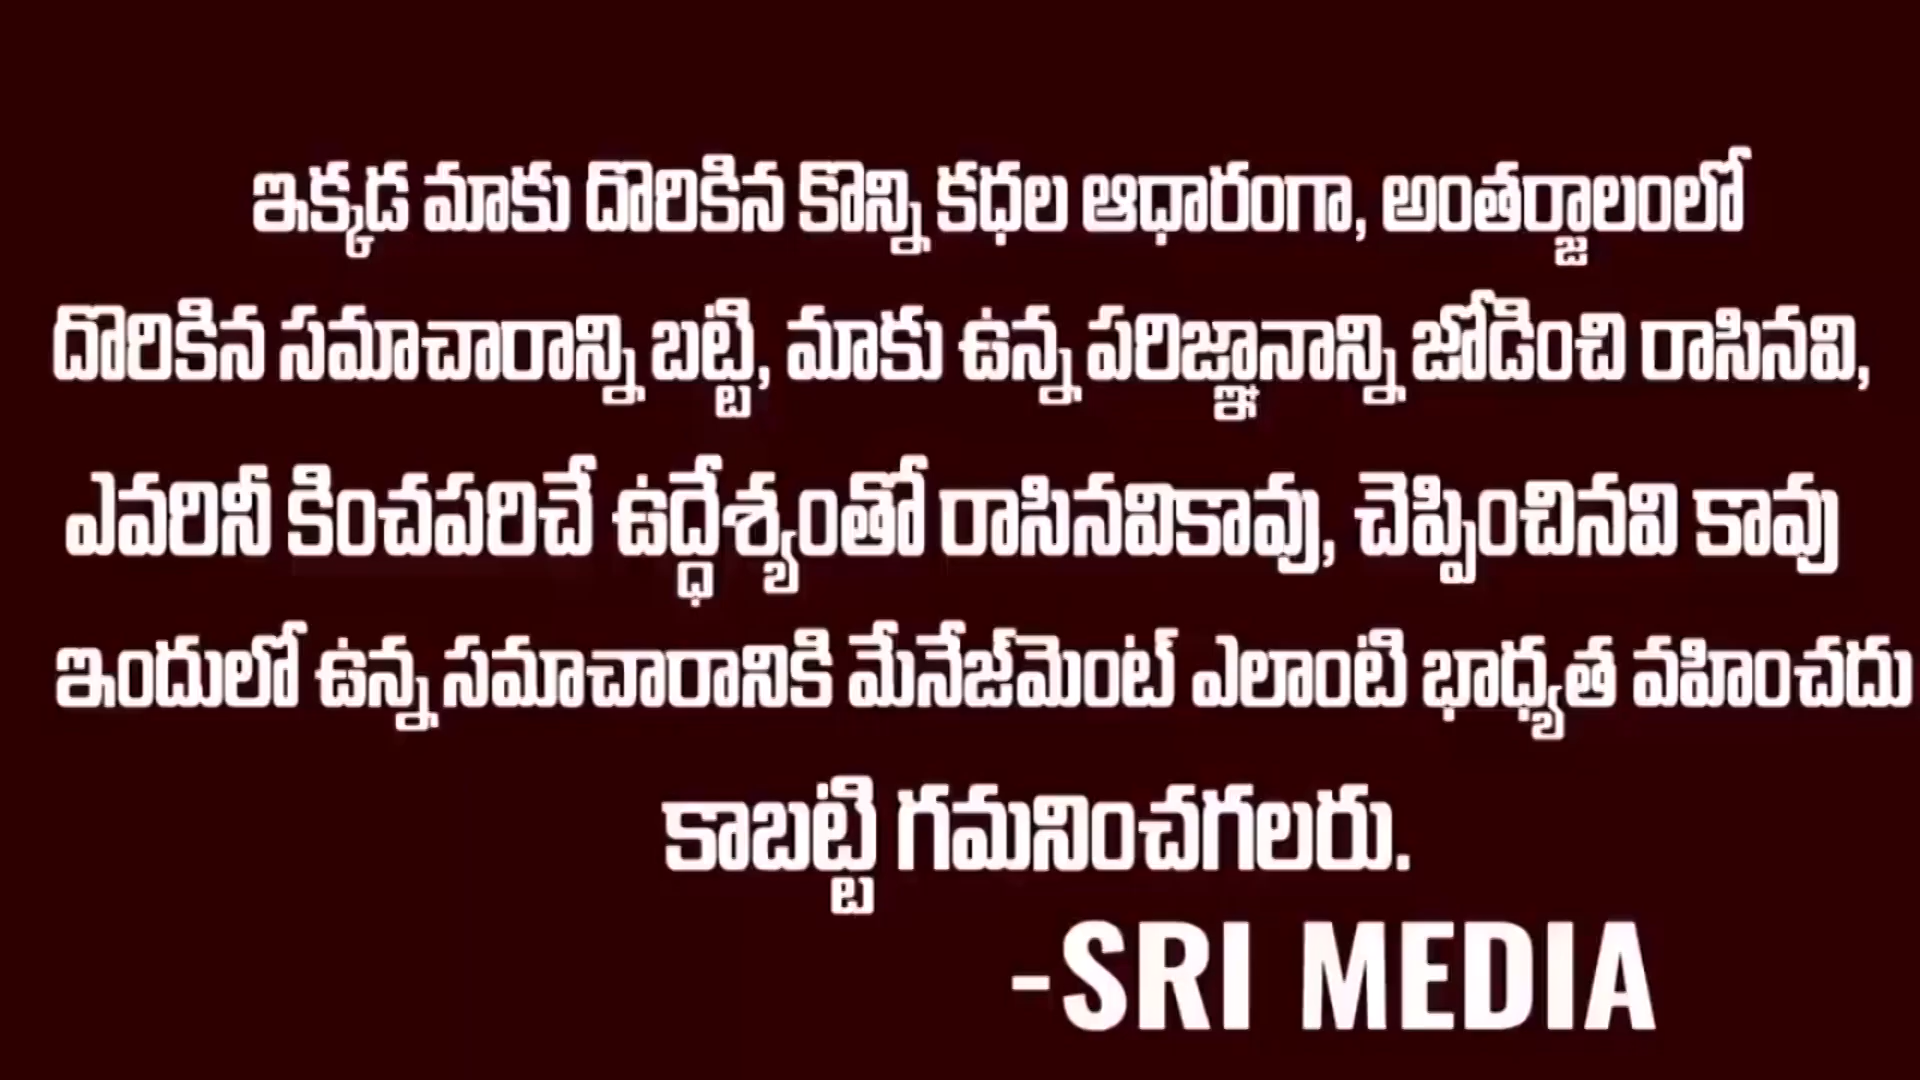 ఇక్కడ మాకు దొరికిన కొన్ని కధల ఆధారంగా, అంతర్జాలంలో
దొరికిన సమాచారాన్ని బట్టి, మాకు ఉన్న పరిజ్ఞానాన్ని జోడించి రాసినవి,
ఎవరినీ కించపరిచే ఉద్ధేశ్యంతో రాసినవికావు, చెప్పించినవి కావు
ఇందులో ఉన్న సమాచారానికి మేనేజ్‌మెంట్ ఎలాంటి భాధ్యత వహించదు
కాబట్టి గమనించగలరు.
-SRI MEDIA